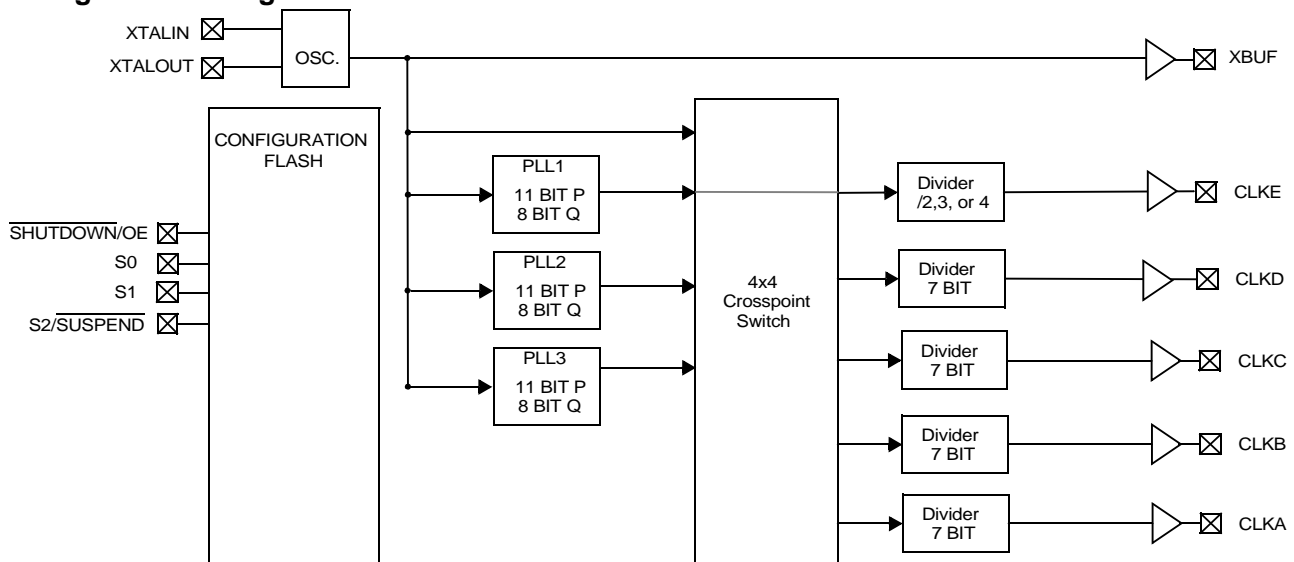 XTALIN
XTALOUT
OSC.
XBUF
CONFIGURATION
FLASH
SHUTDOWN/OE
S0
S1
S2/SUSPEND
PLL1
11 BIT P
8 BIT Q
PLL2
11 BIT P
8 BIT Q
PLL3
11 BIT P
8 BIT Q
4x4
Crosspoint
Switch
Divider
/2,3, or 4
CLKE
Divider
7 BIT
CLKD
Divider
7 BIT
CLKC
Divider
7 BIT
CLKB
Divider
7 BIT
CLKA